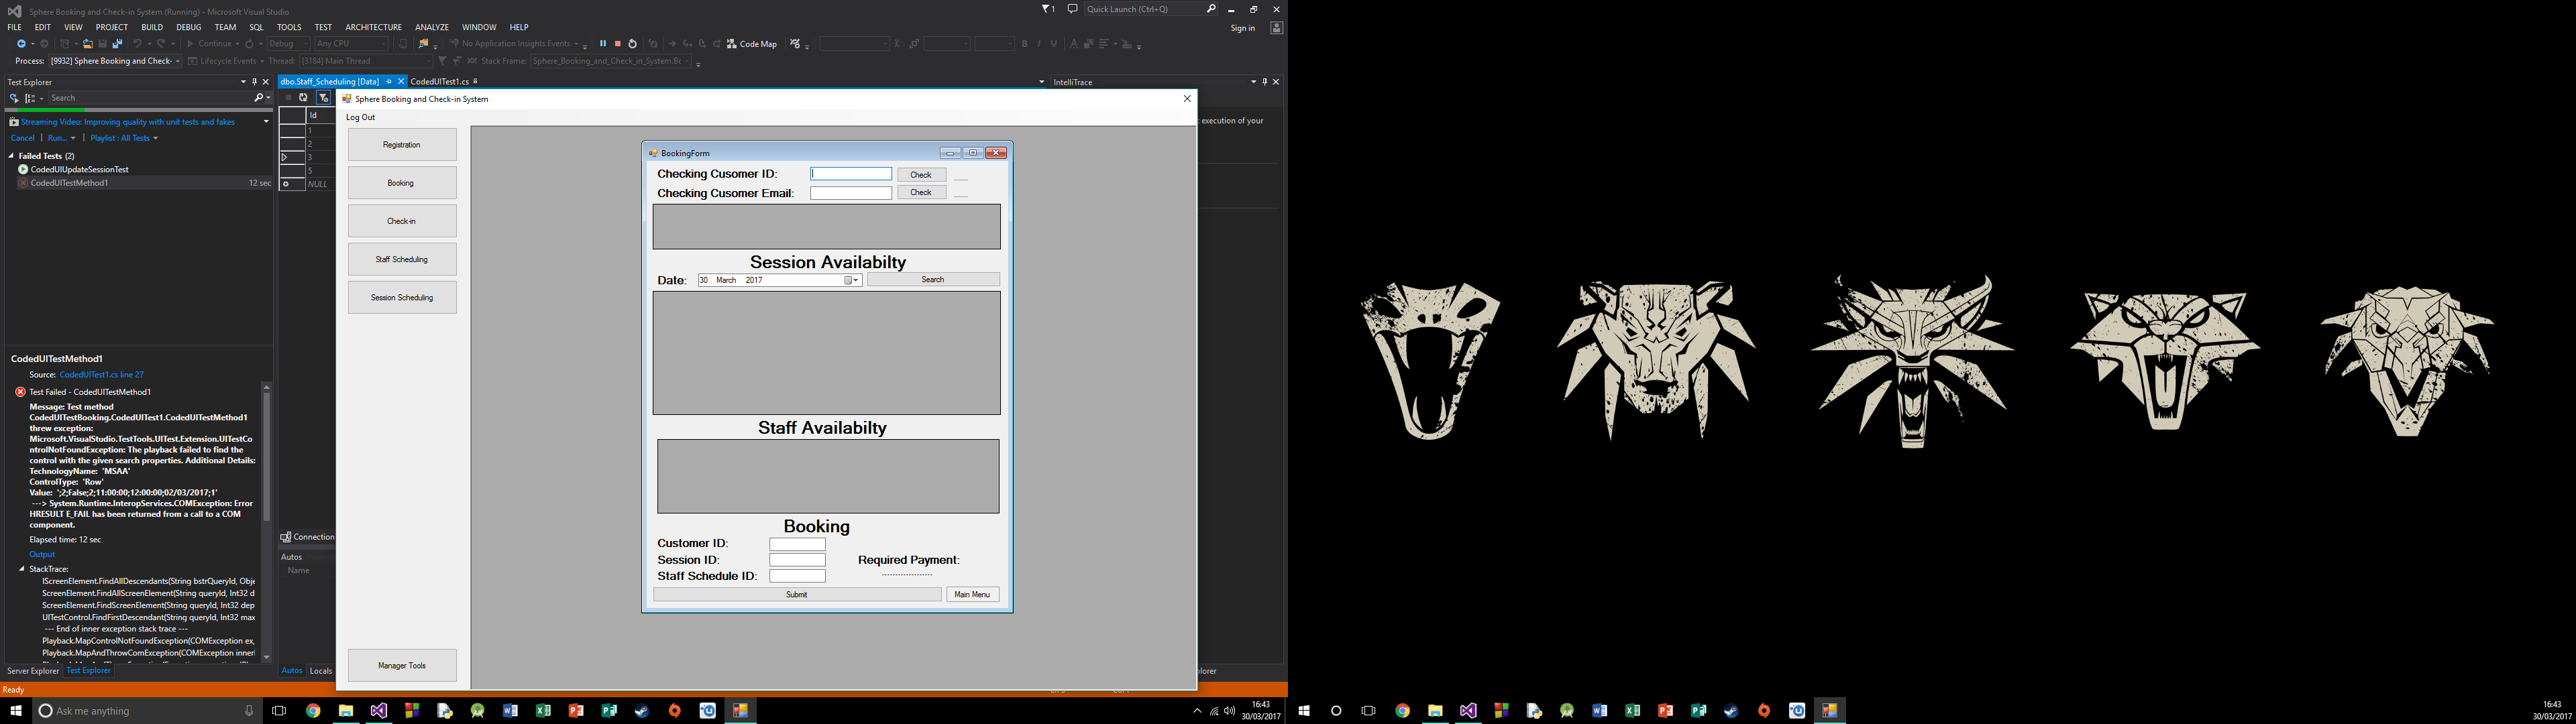 Sphere Booking and Check-in System (Running) - Microsoft Visual Studio
1
Quick Launch (Ctrl+Q)
FILE EDIT VIEW PROJECT BUILD DEBUG TEAM SQL TOOLS TEST ARCHITECTURE ANALYZE WINDOW HELP
Sign in
Continue Debug Any CPU No Application Insights Events Code Map
Process: [9932] Sphere Booking and Check- Lifecycle Events Thread: [3184] Main Thread Stack Frame: Sphere_Booking_and_Check_in_System.Bc
Test Explorer
dbo.Staff_Scheduling [Data] CodedUITest1.cs
IntelliTrace
Search
Streaming Video: Improving quality with unit tests and fakes
Cancel Run... Playlist : All Tests
Failed Tests (2)
CodedUIUpdateSessionTest
CodedUITestMethod1 12 sec
Id
1
2
3
5
NULL
execution of your
CodedUITestMethod1
Source: CodedUITest1.cs line 27
Test Failed - CodedUITestMethod1
Message: Test method
CodedUITestBooking.CodedUITest1.CodedUITestMethod1
threw exception:
Microsoft.VisualStudio.TestTools.UITest.Extension.UITestCo
ntrolNotFoundException: The playback failed to find the
control with the given search properties. Additional Details:
TechnologyName: 'MSAA'
ControlType: 'Row'
Value: ';2;False;2;11:00:00;12:00:00;02/03/2017;1'
---> System.Runtime.InteropServices.COMException: Error
HRESULT E_FAIL has been returned from a call to a COM
component.
Elapsed time: 12 sec
Output
StackTrace:
IScreenElement.FindAllDescendants(String bstrQueryId, Obje
ScreenElement.FindAllScreenElement(String queryId, Int32 d
ScreenElement.FindScreenElement(String queryId, Int32 dep
UITestControl.FindFirstDescendant(String queryId, Int32 max
--- End of inner exception stack trace ---
Playback.MapControlNotFoundException(COMException ex,
Playback.MapAndThrowComException(COMException innerI
Server Explorer Test Explorer
Connection
Autos
Name
Autos Locals
plorer
Ready
Sphere Booking and Check-in System
Log Out
Registration
Booking
Check-in
Staff Scheduling
Session Scheduling
Manager Tools
BookingForm
Checking Cusomer ID: Check
Checking Cusomer Email: Check
Session Availabilty
Date: 30 March 2017 Search
Staff Availabilty
Booking
Customer ID:
Session ID: Required Payment:
Staff Schedule ID: -------------------
Submit Main Menu
Ask me anything
16:43
30/03/2017
16:43
30/03/2017